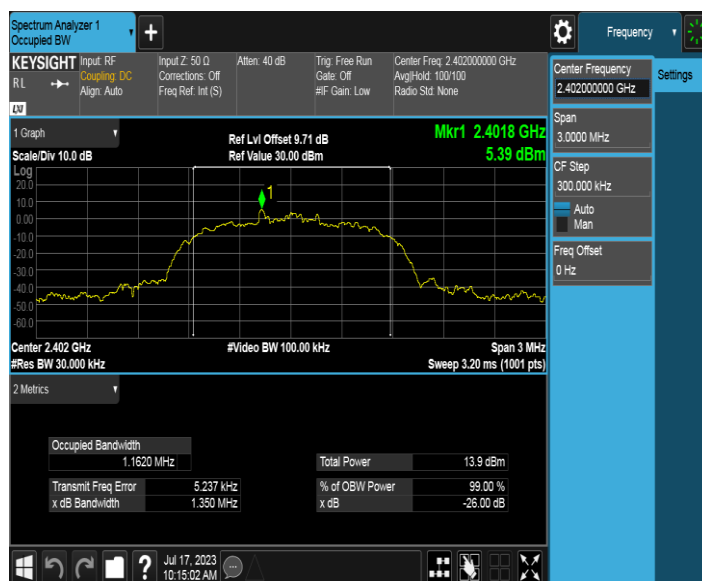 Spectrum Analyzer 1
Occupied BW
+
Frequency
KEYSIGHT
RL
LXI
Input: RF
Coupling: DC
Align: Auto
Input Z: 50 Ω
Corrections: Off
Freq Ref: Int (S)
Atten: 40 dB
Trig: Free Run
Gate: Off
#IF Gain: Low
Center Freq: 2.402000000 GHz
Avg|Hold: 100/100
Radio Std: None
Center Frequency
2.402000000 GHz
Settings
Span
3.0000 MHz
CF Step
300.000 kHz
Auto
Man
Freq Offset
0 Hz
1 Graph
Scale/Div 10.0 dB
Ref Lvl Offset 9.71 dB
Ref Value 30.00 dBm
Mkr1 2.4018 GHz
5.39 dBm
Log
20.0
10.0
0.00
-10.0
-20.0
-30.0
-40.0
-50.0
-60.0
1
Center 2.402 GHz
#Res BW 30.000 kHz
#Video BW 100.00 kHz
Span 3 MHz
Sweep 3.20 ms (1001 pts)
2 Metrics
Occupied Bandwidth
1.1620 MHz
Total Power 13.9 dBm
Transmit Freq Error 5.237 kHz
% of OBW Power 99.00 %
x dB Bandwidth 1.350 MHz
x dB -26.00 dB
?
Jul 17, 2023
10:15:02 AM